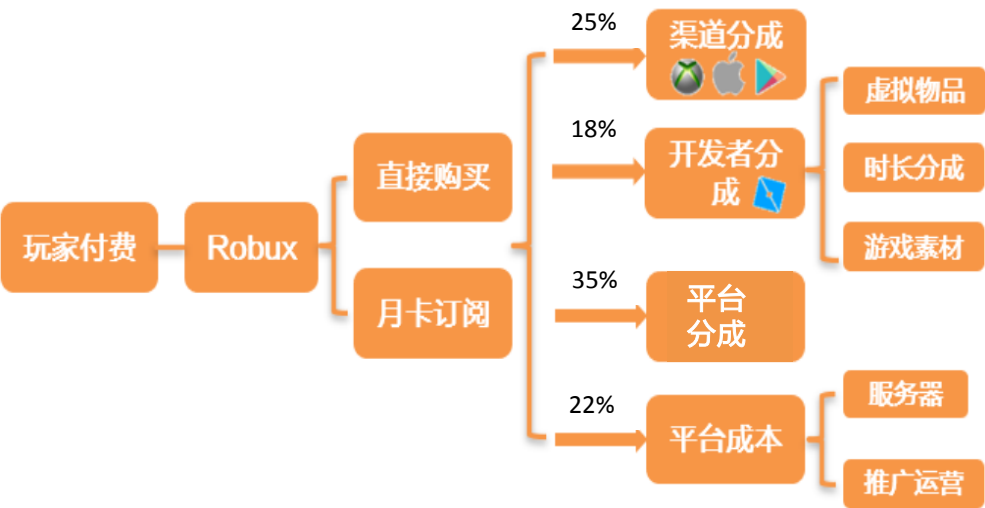 玩家付费
Robux
直接购买
月卡订阅
25%
渠道分成
18%
开发者分
成
35%
平台
分成
22%
平台成本
虚拟物品
时长分成
游戏素材
服务器
推广运营